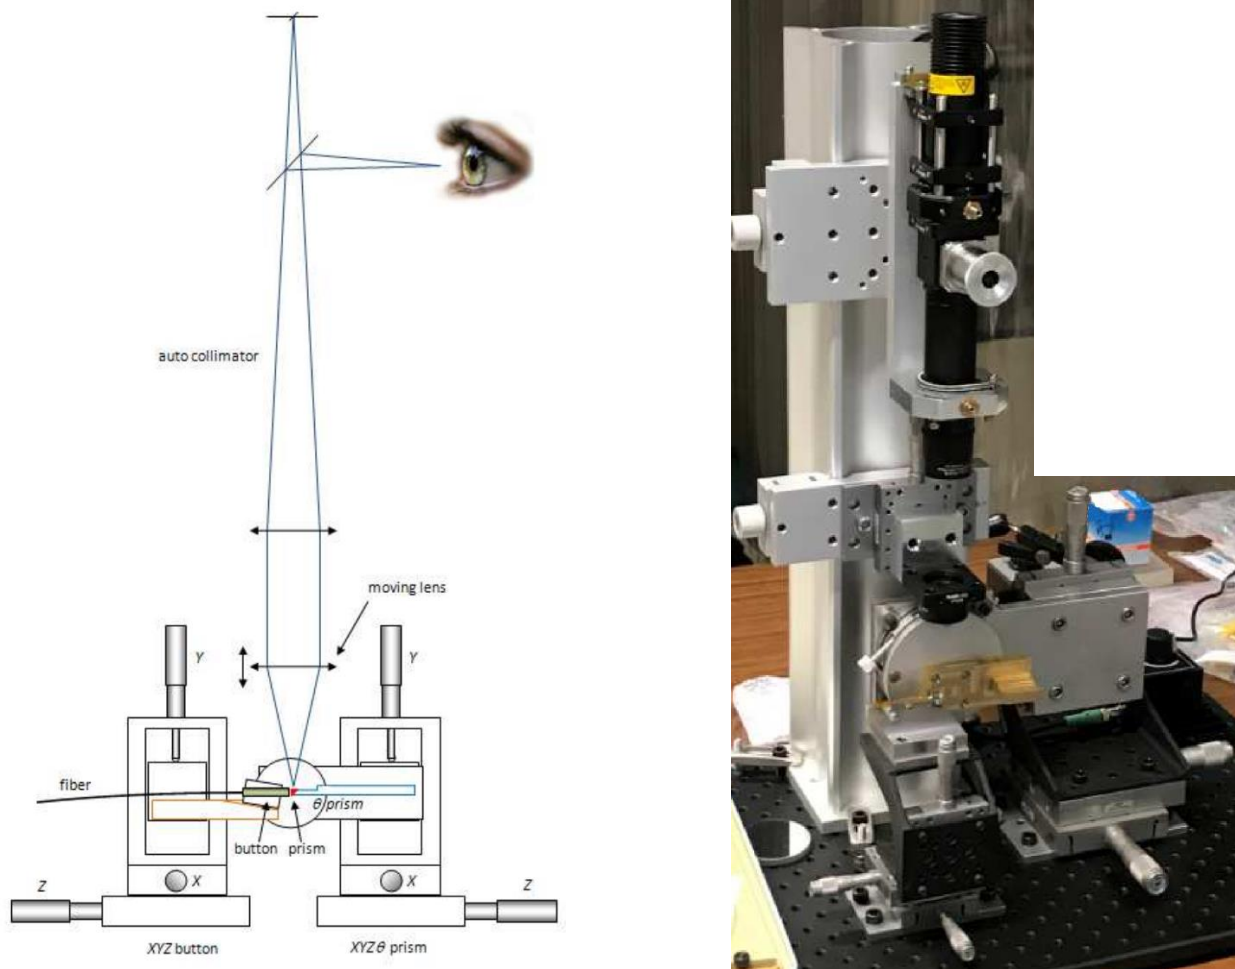 auto collimator
moving lens
Y
Y
fiber
θ prism
button
prism
Z
X
X
Z
XYZ button
XYZθ prism